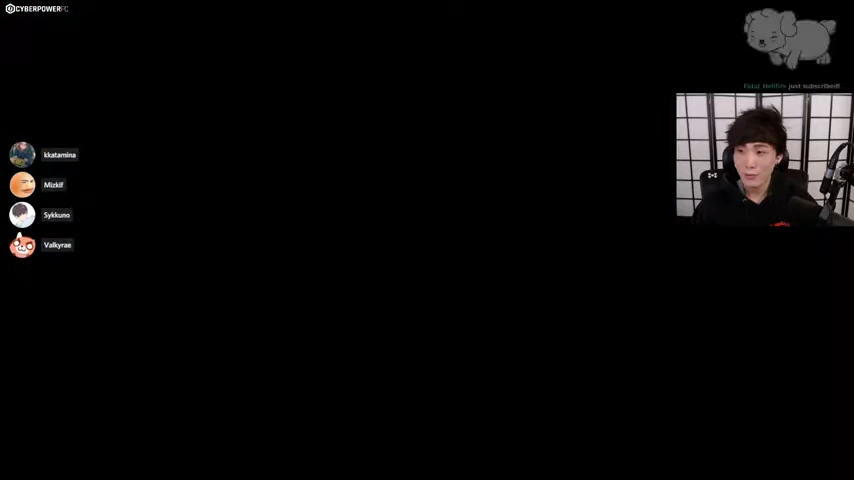 CYBERPOWERPC
just subscribed!
kkatamina
Mizkif
Sykkuno
Valkyrae